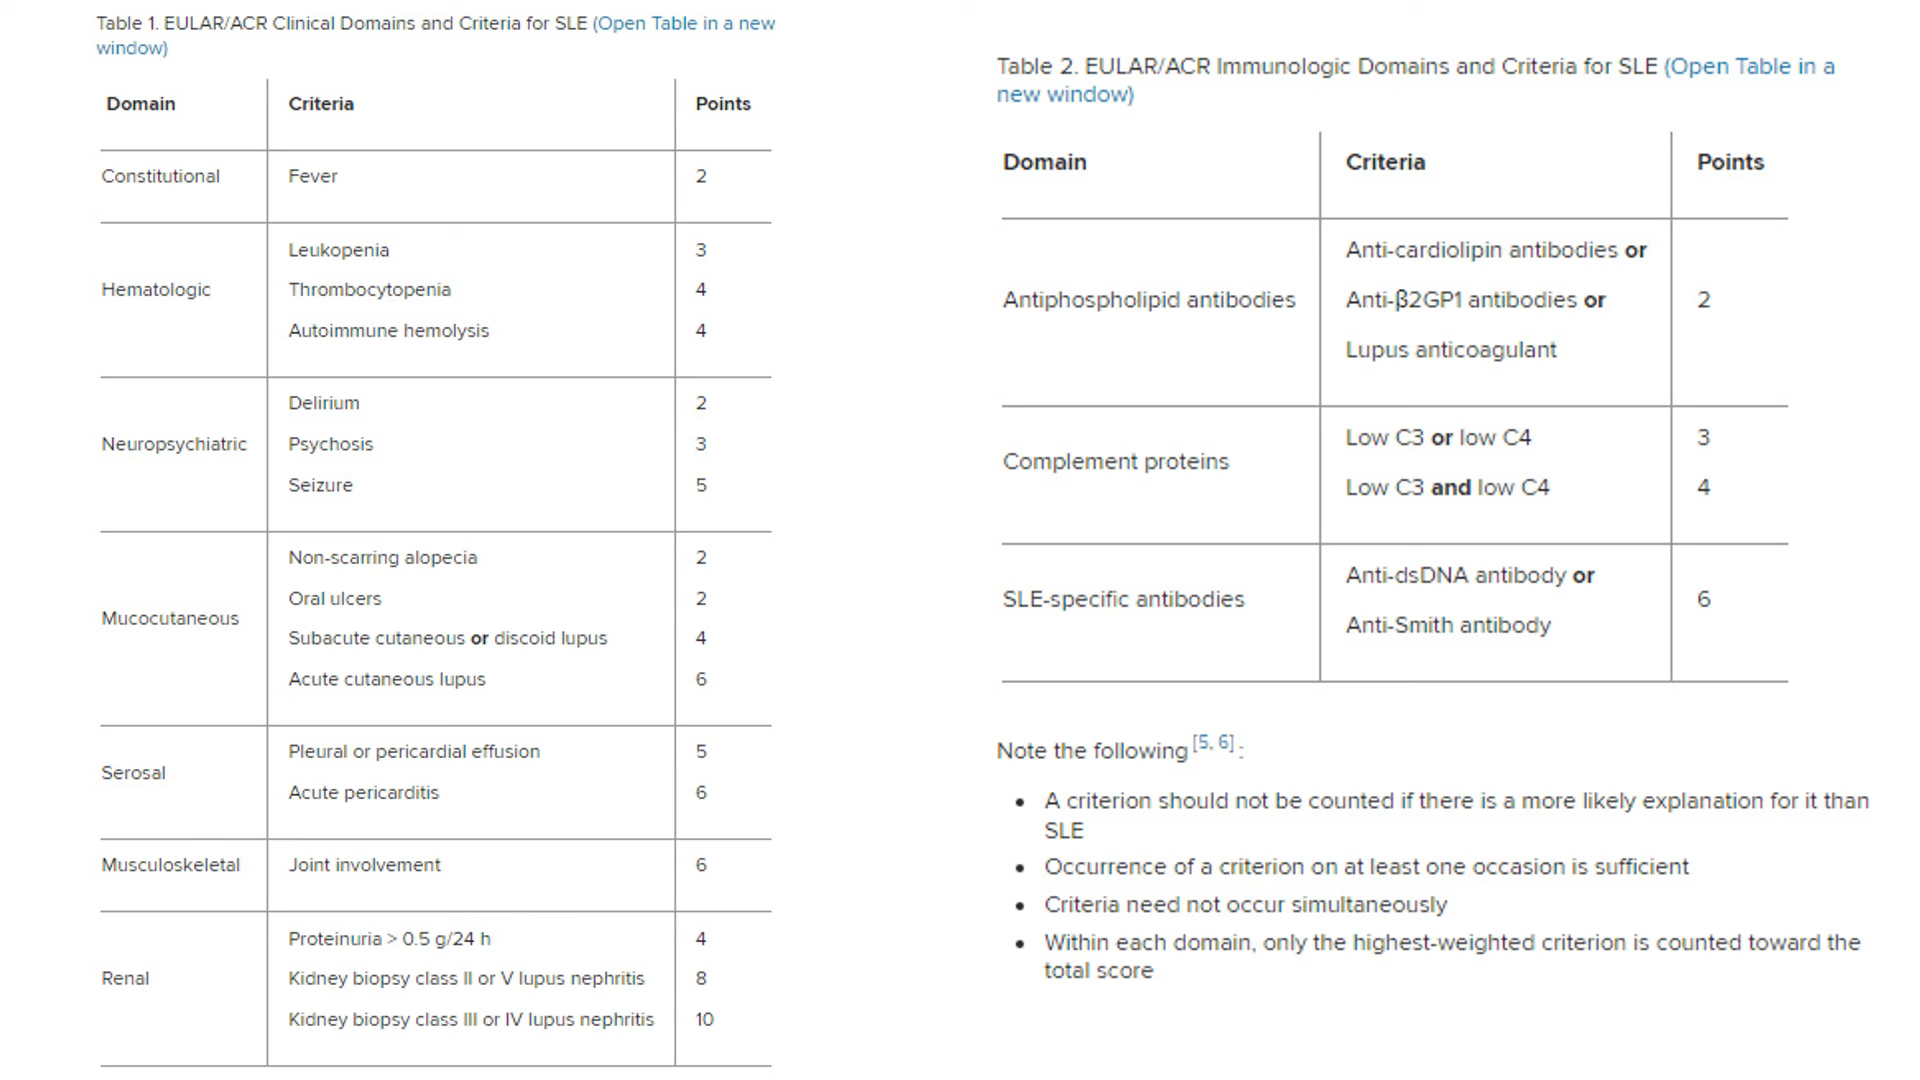 Table 1. EULAR/ACR Clinical Domains and Criteria for SLE (Open Table in a new
window)
Domain Criteria Points
Constitutional Fever 2
Hematologic
Leukopenia 3
Thrombocytopenia 4
Autoimmune hemolysis 4
Neuropsychiatric
Delirium 2
Psychosis 3
Seizure 5
Mucocutaneous
Non-scarring alopecia 2
Oral ulcers 2
Subacute cutaneous or discoid lupus 4
Acute cutaneous lupus 6
Serosal
Pleural or pericardial effusion 5
Acute pericarditis 6
Musculoskeletal Joint involvement 6
Renal
Proteinuria > 0.5 g/24 h 4
Kidney biopsy class II or V lupus nephritis 8
Kidney biopsy class III or IV lupus nephritis 10
Table 2. EULAR/ACR Immunologic Domains and Criteria for SLE (Open Table in a
new window)
Domain Criteria Points
Antiphospholipid antibodies
Anti-cardiolipin antibodies or
Anti-β2GP1 antibodies or 2
Lupus anticoagulant
Complement proteins
Low C3 or low C4 3
Low C3 and low C4 4
SLE-specific antibodies
Anti-dsDNA antibody or
6
Anti-Smith antibody
Note the following [5, 6] :
• A criterion should not be counted if there is a more likely explanation for it than
SLE
• Occurrence of a criterion on at least one occasion is sufficient
• Criteria need not occur simultaneously
• Within each domain, only the highest-weighted criterion is counted toward the
total score